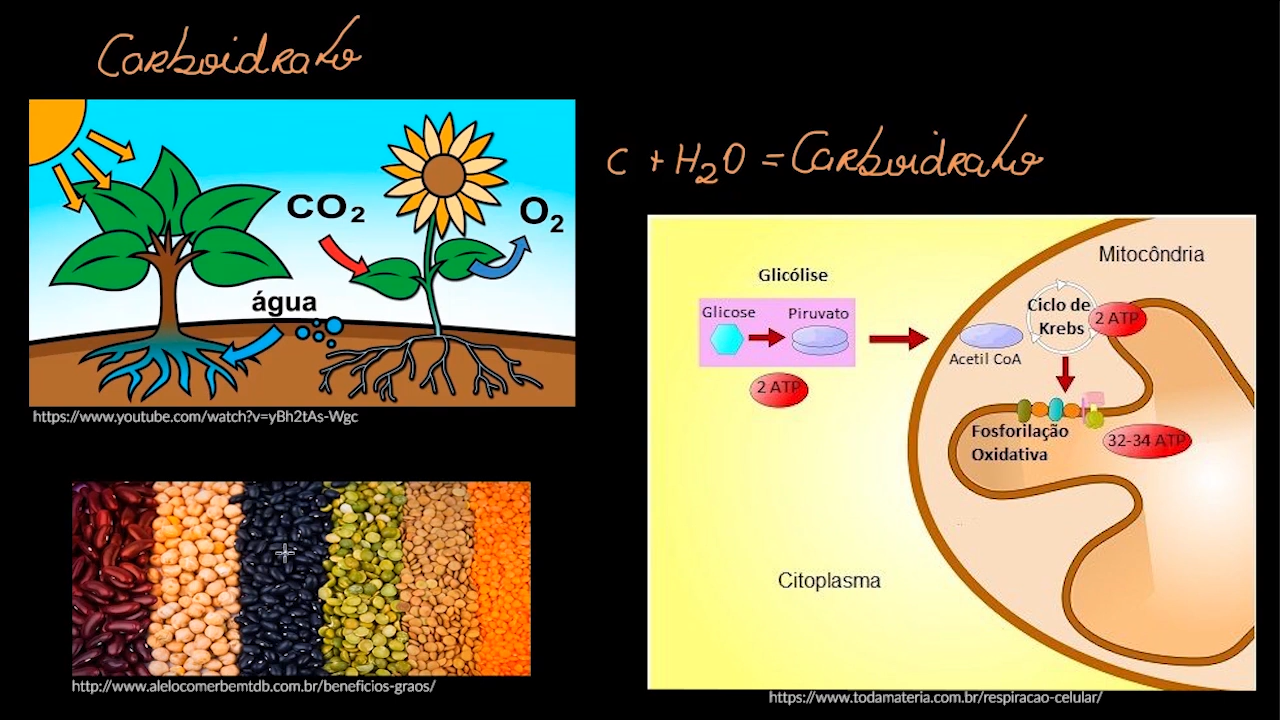 Carboidrato
CO₂
O₂
água
https://www.youtube.com/watch?v=yBh2tAs-Wgc
http://www.alelocomerbemtdb.com.br/beneficios-graos/
C + H₂O = Carboidrato
Mitocôndria
Glicólise
Glicose
Piruvato
2 ATP
Acetil CoA
Ciclo de
Krebs
2 ATP
Fosforilação
Oxidativa
32-34 ATP
Citoplasma
https://www.todamateria.com.br/respiracao-celular/